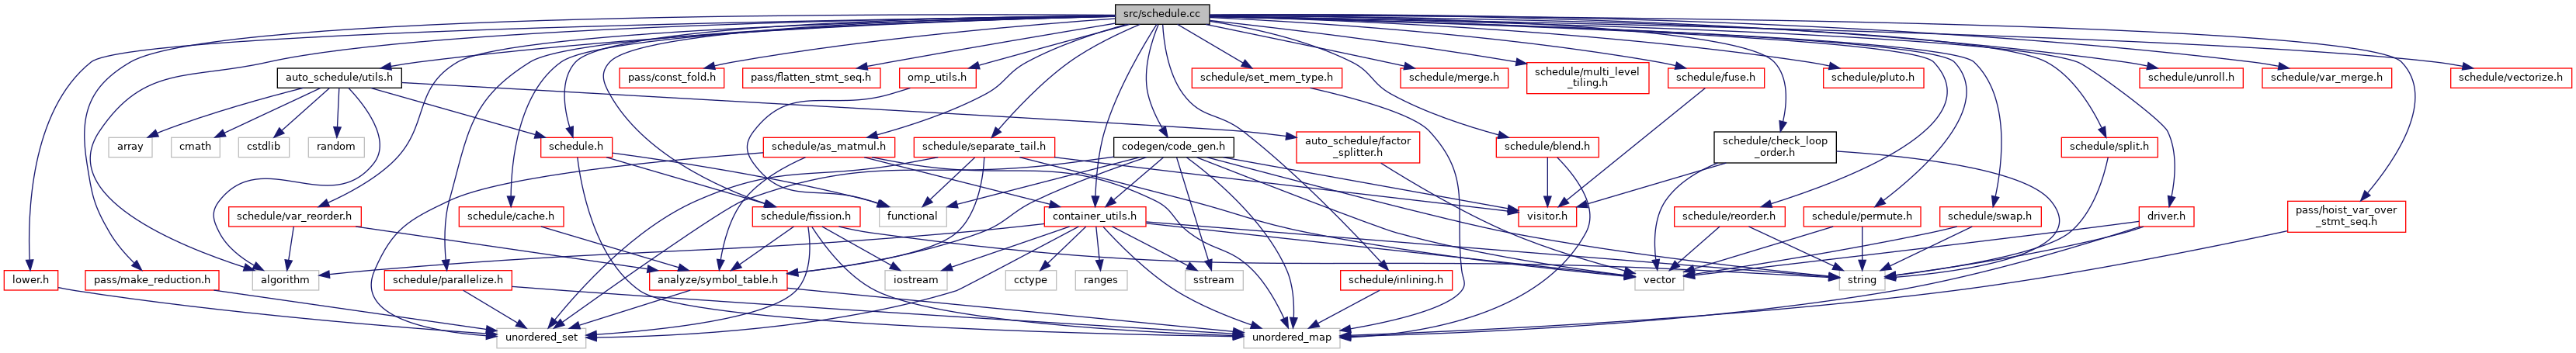 src/schedule.cc
auto_schedule/utils.h
pass/const_fold.h
pass/flatten_stmt_seq.h
omp_utils.h
schedule/set_mem_type.h
schedule/merge.h
schedule/multi_level
_tiling.h
schedule/fuse.h
schedule/pluto.h
schedule/unroll.h
schedule/var_merge.h
schedule/vectorize.h
array
cmath
cstdlib
random
schedule.h
schedule/as_matmul.h
schedule/separate_tail.h
codegen/code_gen.h
auto_schedule/factor
_splitter.h
schedule/blend.h
schedule/check_loop
_order.h
schedule/split.h
schedule/var_reorder.h
schedule/cache.h
schedule/fission.h
functional
container_utils.h
visitor.h
schedule/reorder.h
schedule/permute.h
schedule/swap.h
driver.h
pass/hoist_var_over
_stmt_seq.h
lower.h
pass/make_reduction.h
algorithm
schedule/parallelize.h
analyze/symbol_table.h
iostream
cctype
ranges
sstream
schedule/inlining.h
vector
string
unordered_set
unordered_map